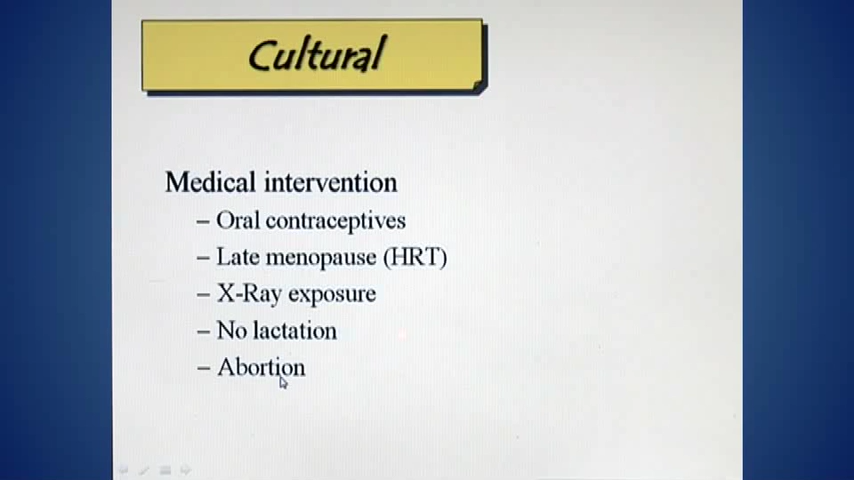 Cultural
Medical intervention
– Oral contraceptives
– Late menopause (HRT)
– X-Ray exposure
– No lactation
– Abortion